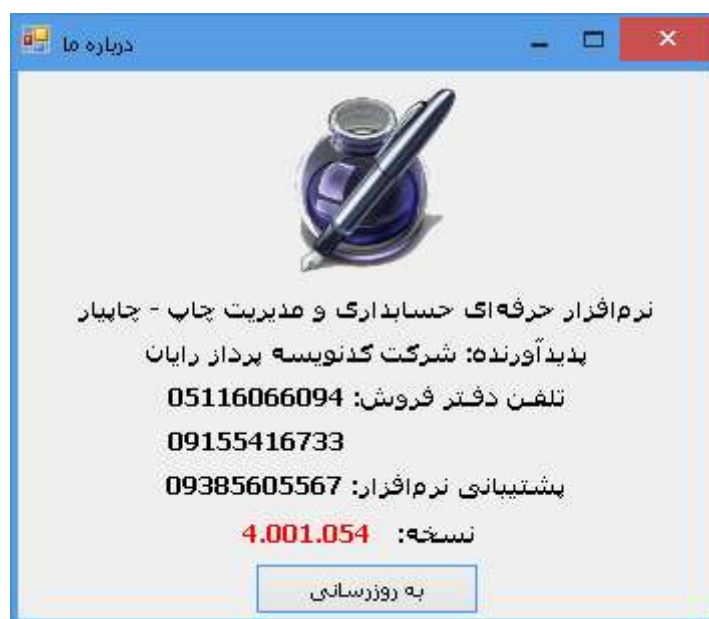 درباره ما
نرم‌افزار حرفه‌ای حسابداری و مدیریت چاپ - چاپیار
پدیدآورنده: شرکت کدنویسه پرداز رایان
تلفن دفتر فروش: 05116066094
09155416733
پشتیبانی نرم‌افزار: 09385605567
نسخه: 4.001.054
به روزرسانی